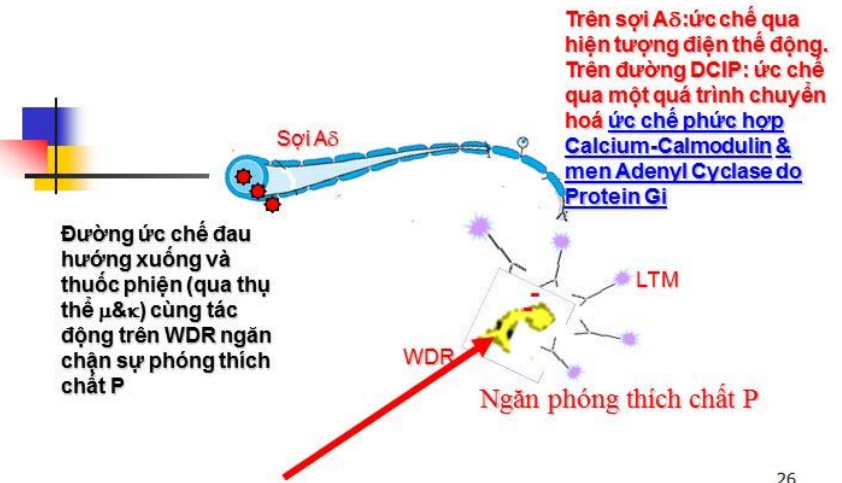 Trên sợi Aδ:ức chế qua
hiện tượng điện thế động.
Trên đường DCIP: ức chế
qua một quá trình chuyển
hoá ức chế phức hợp
Calcium-Calmodulin &
men Adenyl Cyclase do
Protein Gi
Sợi Aδ
Đường ức chế đau
hướng xuống và
thuốc phiện (qua thụ
thể μ&κ) cùng tác
động trên WDR ngăn
chận sự phóng thích
chất P
LTM
WDR
Ngăn phóng thích chất P
26